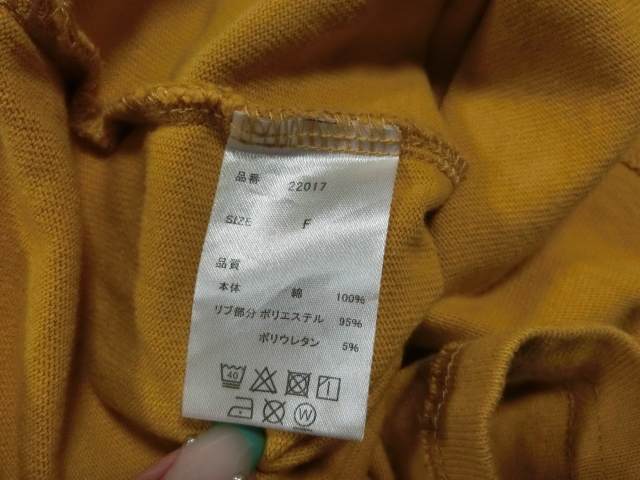 品番 22017
SIZE F
品質
本体 綿 100%
リブ部分 ポリエステル 95%
ポリウレタン 5%
40
W